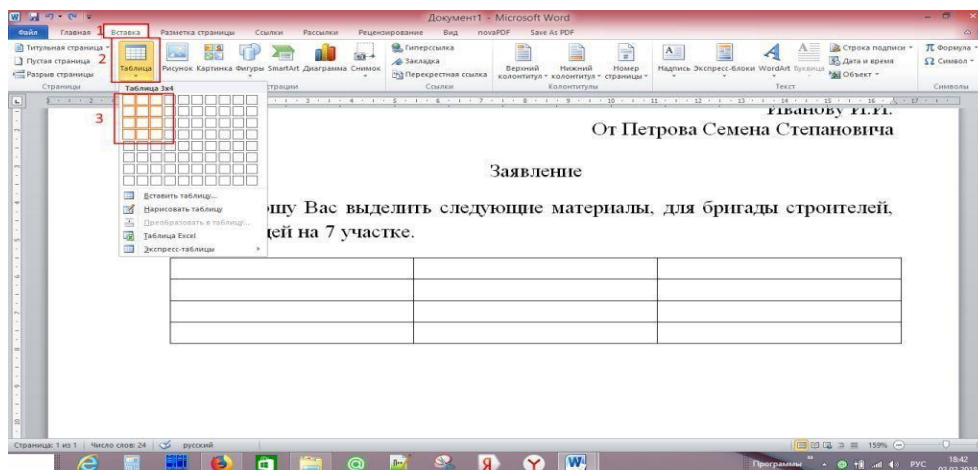 Документ1 - Microsoft Word
Файл Главная 1 Вставка Разметка страницы Ссылки Рассылки Рецензирование Вид novaPDF Save As PDF
Титульная страница
Пустая страница
Разрыв страницы
Страницы
2
Таблица
Рисунок Картинка Фигуры SmartArt Диаграмма Снимок
страции
Гиперссылка
Закладка
Перекрестная ссылка
Ссылки
Верхний колонтитул
Нижний колонтитул
Номер страницы
Колонтитулы
Надпись Экспресс-блоки WordArt Буквица
Строка подписи
Дата и время
Объект
Текст
Формула
Символ
Символы
Таблица 3x4
3
Вставить таблицу...
Нарисовать таблицу
Преобразовать в таблицу...
Таблица Excel
Экспресс-таблицы
Иванову И.И.
От Петрова Семена Степановича
Заявление
ошу Вас выделить следующие материалы, для бригады строителей,
щей на 7 участке.
Страница: 1 из 1 Число слов: 24 русский 159%
Программы РУС 18:42